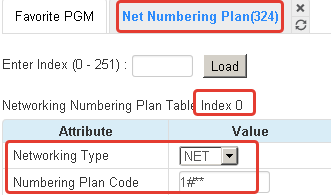 Favorite PGM Net Numbering Plan(324)
Enter Index (0 - 251) : Load
Networking Numbering Plan Table Index 0
Attribute Value
Networking Type NET
Numbering Plan Code 1#**